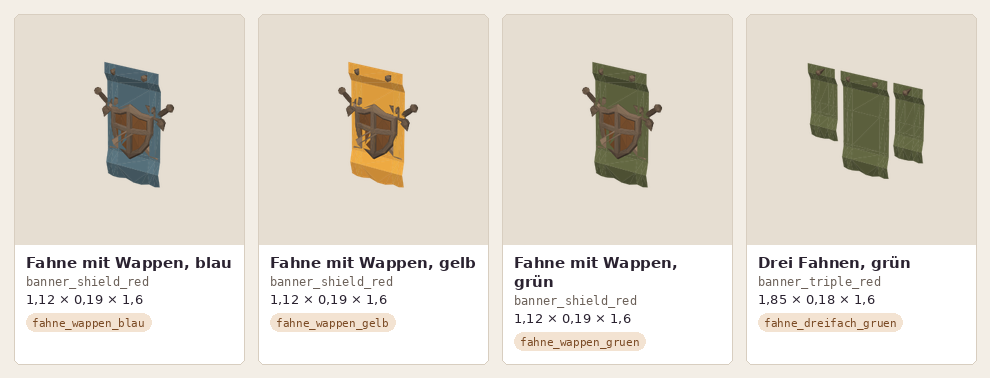 Fahne mit Wappen, blau
banner_shield_red
1,12 × 0,19 × 1,6
fahne_wappen_blau
Fahne mit Wappen, gelb
banner_shield_red
1,12 × 0,19 × 1,6
fahne_wappen_gelb
Fahne mit Wappen,
grün
banner_shield_red
1,12 × 0,19 × 1,6
fahne_wappen_gruen
Drei Fahnen, grün
banner_triple_red
1,85 × 0,18 × 1,6
fahne_dreifach_gruen